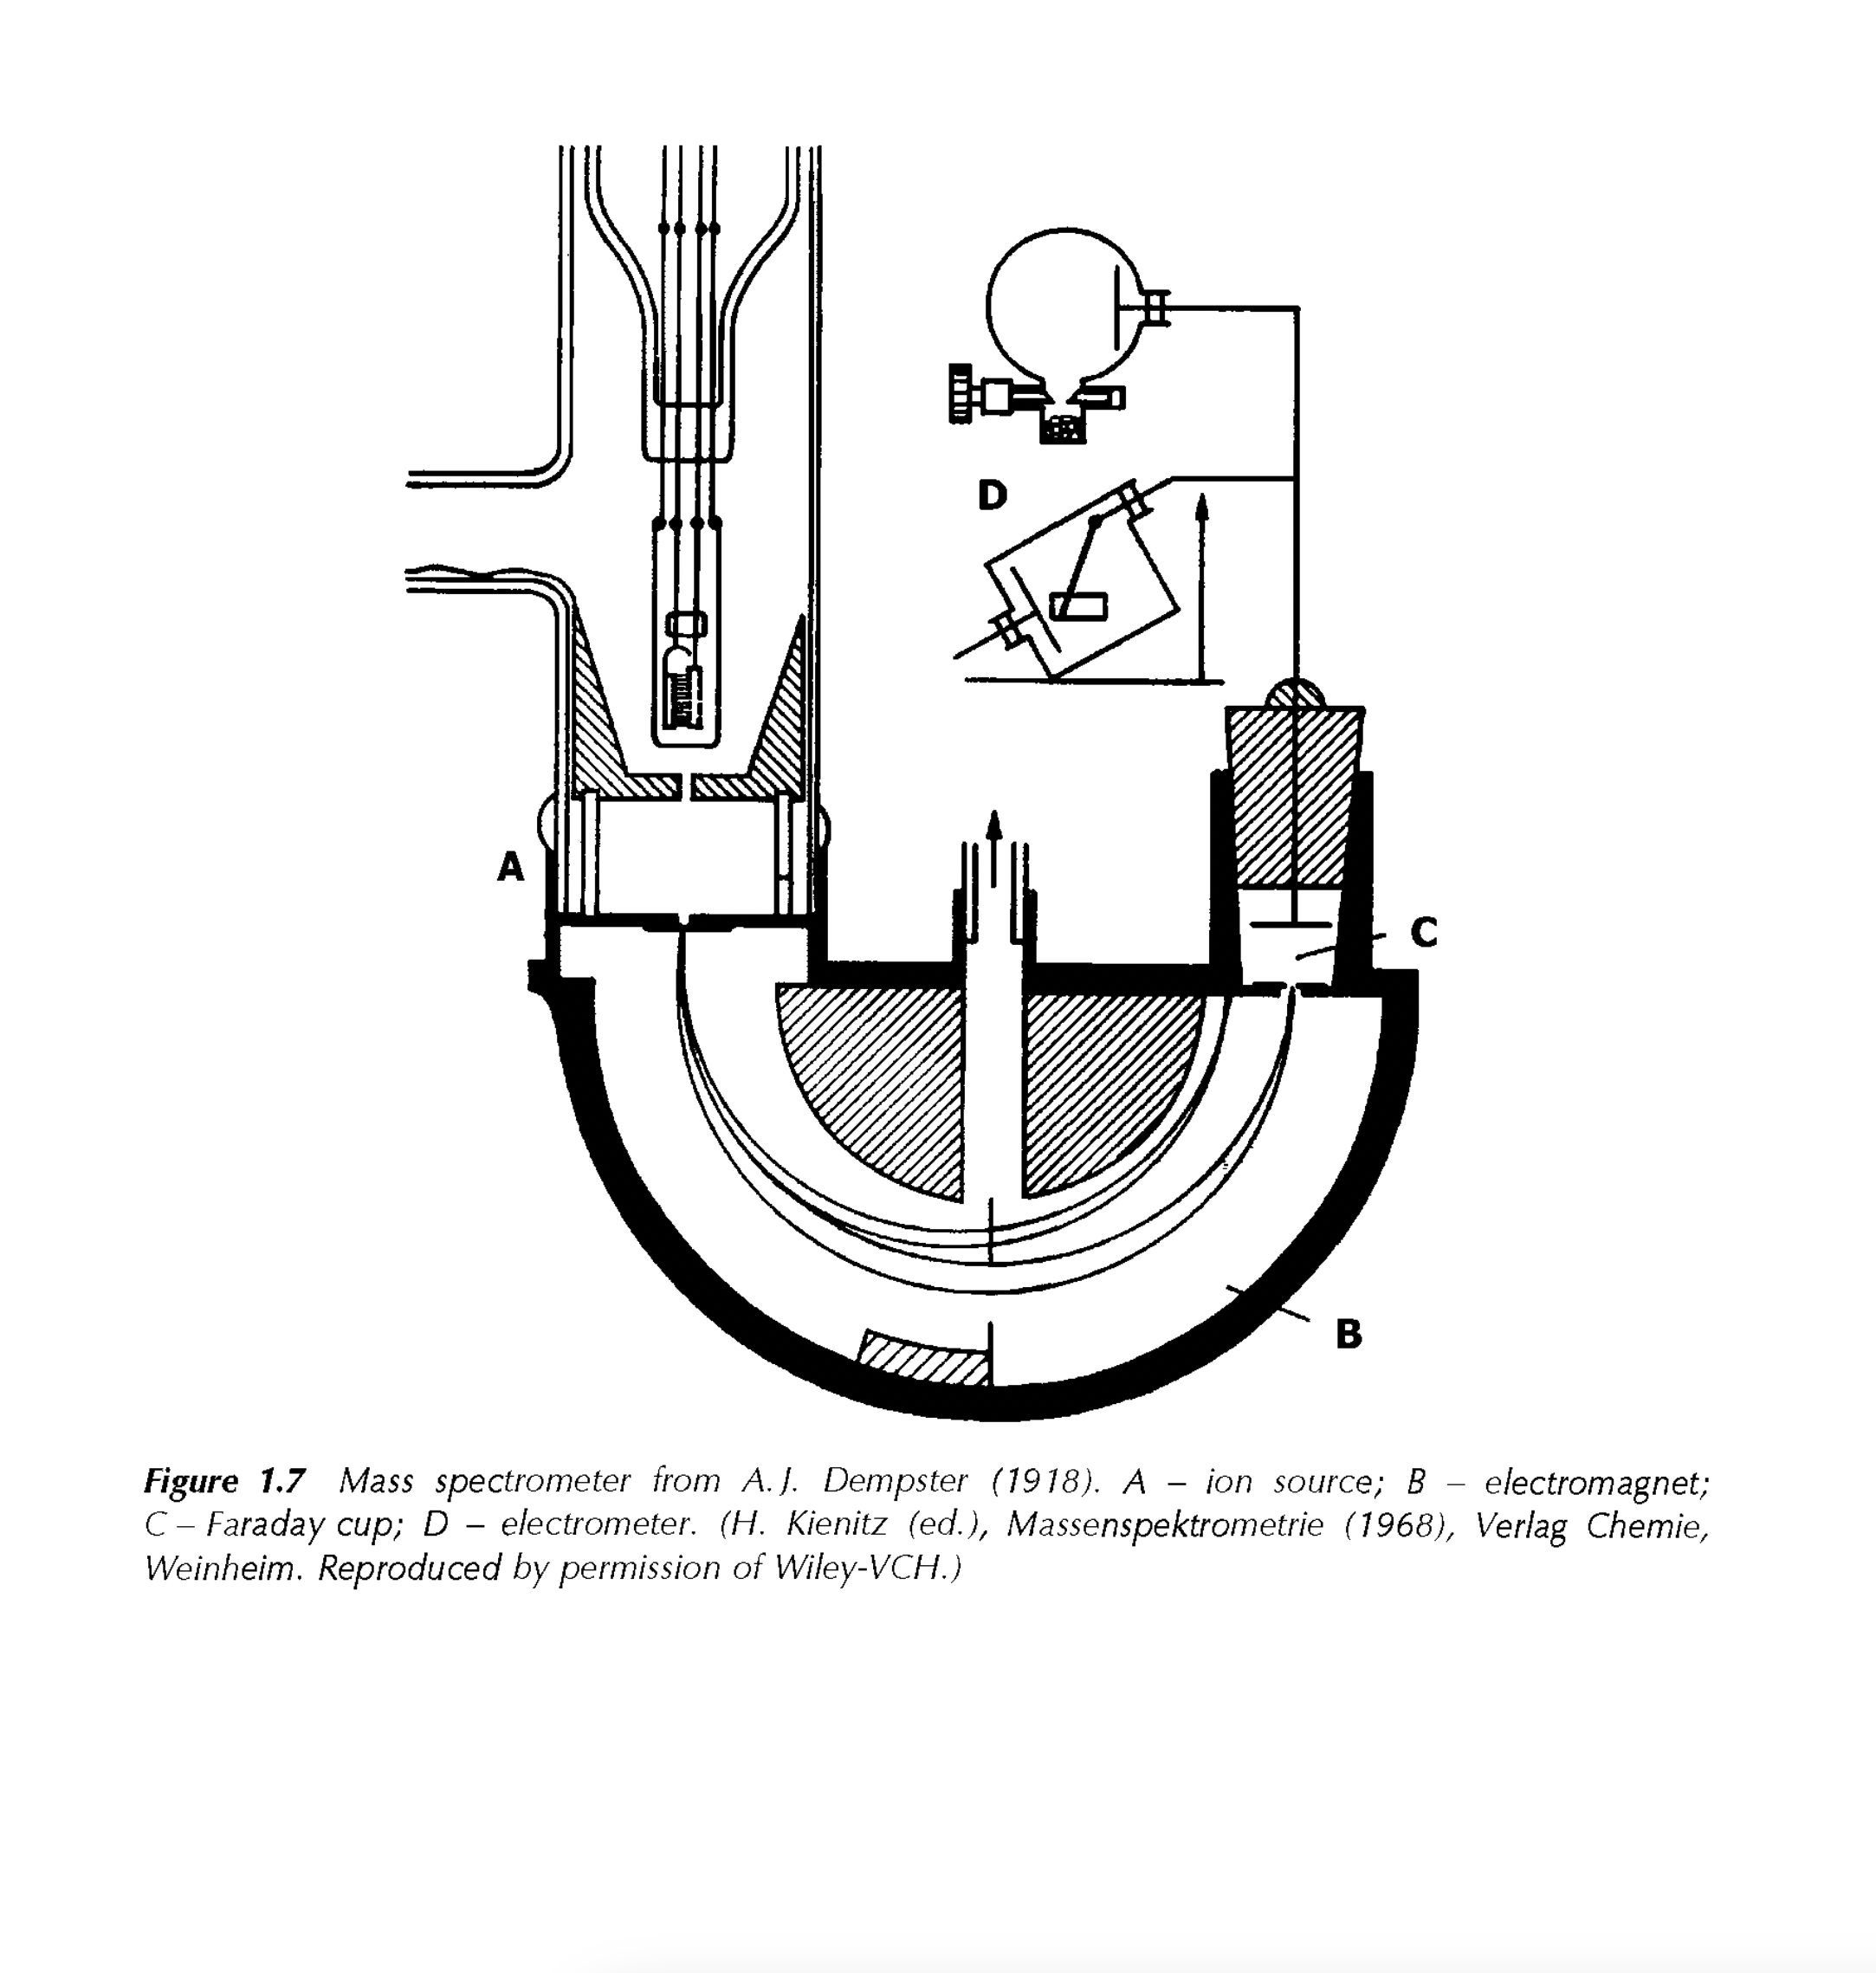 D
A
C
B
Figure 1.7 Mass spectrometer from A.J. Dempster (1918). A – ion source; B – electromagnet;
C – Faraday cup; D – electrometer. (H. Kienitz (ed.), Massenspektrometrie (1968), Verlag Chemie,
Weinheim. Reproduced by permission of Wiley-VCH.)